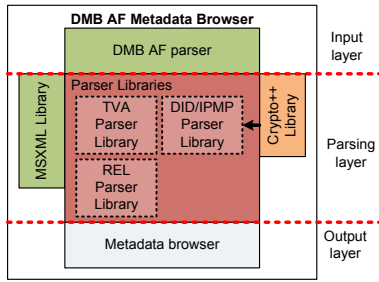 DMB AF Metadata Browser
DMB AF parser
Input
layer
MSXML Library
Parser Libraries
TVA
Parser
Library
DID/IPMP
Parser
Library
REL
Parser
Library
Crypto++
Library
Parsing
layer
Metadata browser
Output
layer